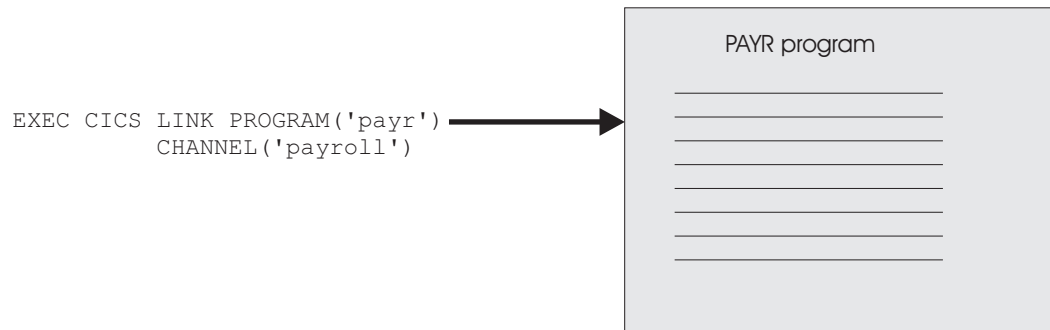 PAYR program
EXEC CICS LINK PROGRAM('payr')
CHANNEL('payroll')